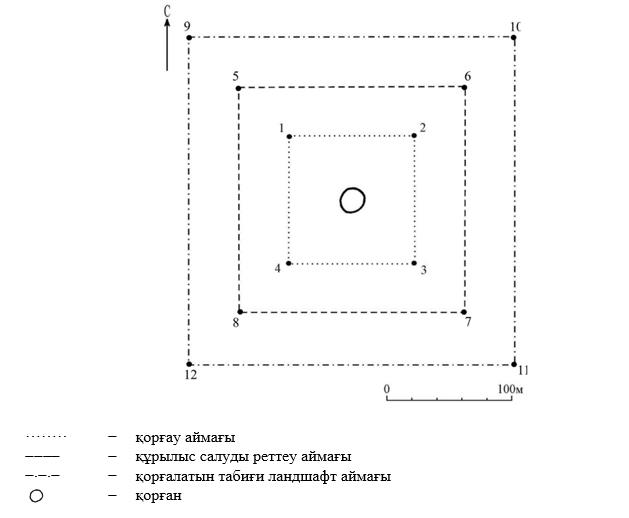 С
9
10
5
6
1
2
4
3
8
7
12
11
0
100м
........ – қорғау аймағы
–––– – құрылыс салуды реттеу аймағы
–·–·– – қорғалатын табиғи ландшафт аймағы
– қорған